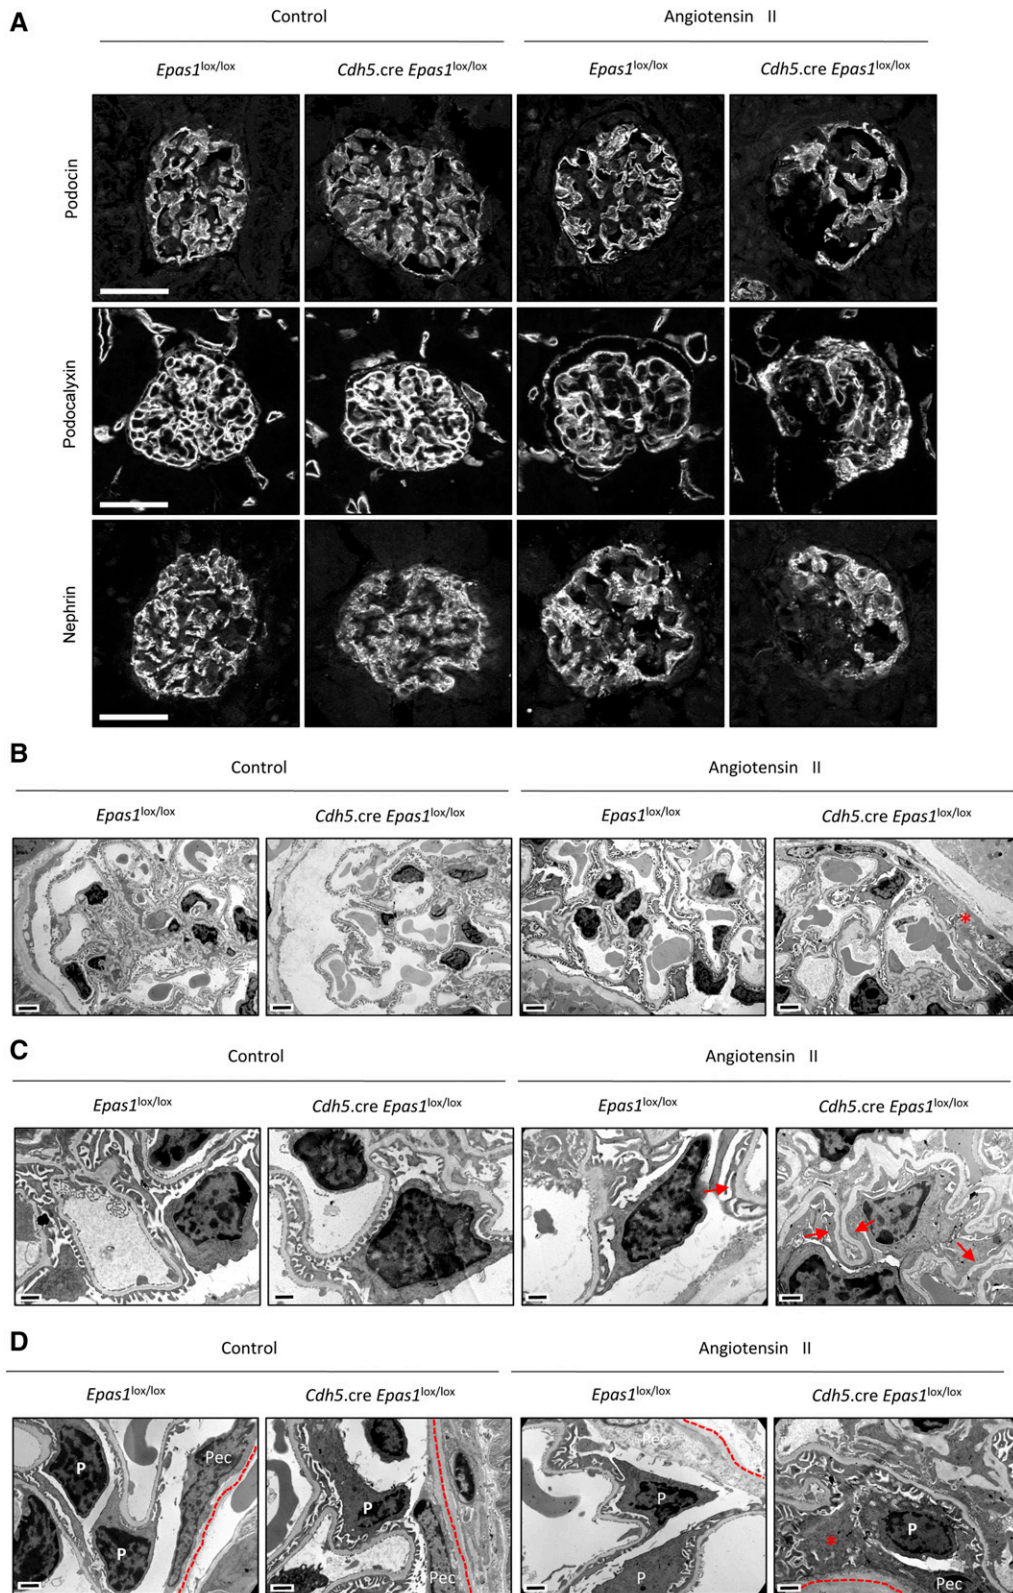 A
Control Angiotensin II
Epas1lox/lox Cdh5.cre Epas1lox/lox Epas1lox/lox Cdh5.cre Epas1lox/lox
Podocin
Podocalyxin
Nephrin
B
Control Angiotensin II
Epas1lox/lox Cdh5.cre Epas1lox/lox Epas1lox/lox Cdh5.cre Epas1lox/lox
*
C
Control Angiotensin II
Epas1lox/lox Cdh5.cre Epas1lox/lox Epas1lox/lox Cdh5.cre Epas1lox/lox
D
Control Angiotensin II
Epas1lox/lox Cdh5.cre Epas1lox/lox Epas1lox/lox Cdh5.cre Epas1lox/lox
P P Pec
P Pec
Pec P P
P * Pec